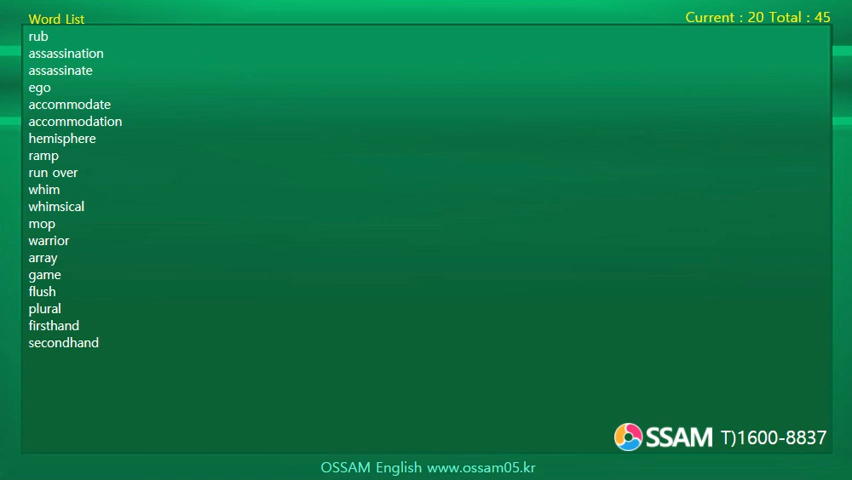 Word List
Current : 20 Total : 45
rub
assassination
assassinate
ego
accommodate
accommodation
hemisphere
ramp
run over
whim
whimsical
mop
warrior
array
game
flush
plural
firsthand
secondhand
OSSAM T)1600-8837
OSSAM English www.ossam05.kr